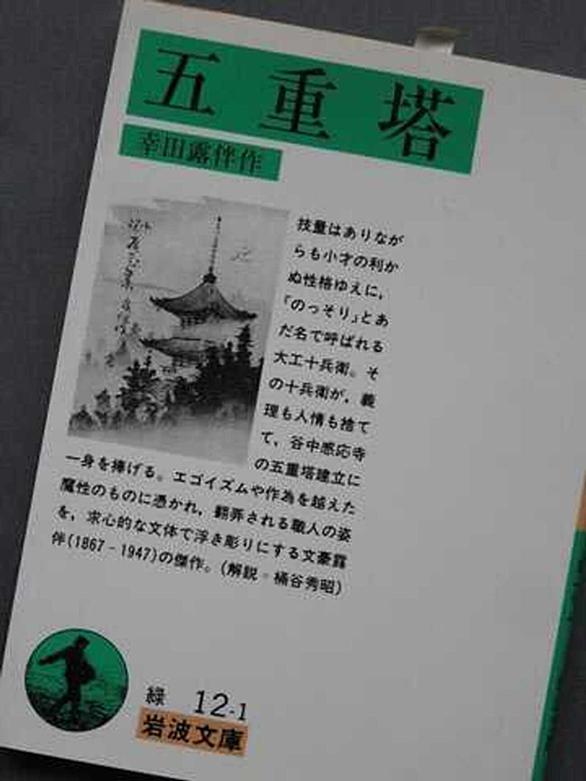 五重塔
幸田露伴作
技量はありなが
らも小才の利か
ぬ性格ゆえに，
「のっそり」とあ
だ名で呼ばれる
大工十兵衛。そ
の十兵衛が，義
理も人情も捨て
て，谷中感応寺
の五重塔建立に
一身を捧げる。エゴイズムや作為を越えた
魔性のものに憑かれ，翻弄される職人の姿
を，求心的な文体で浮き彫りにする文豪露
伴(1867‐1947)の傑作。(解説・桶谷秀昭)
緑 12-1
岩波文庫